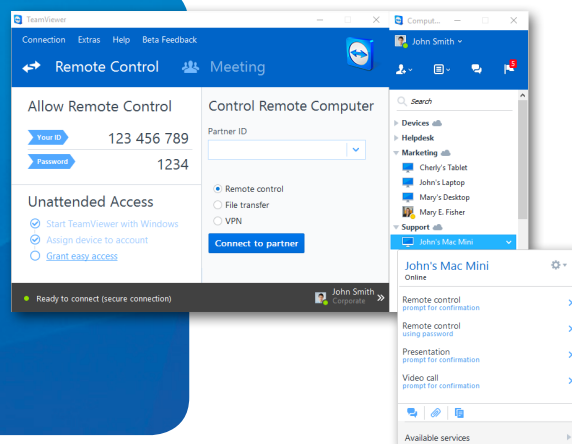 TeamViewer
Connection Extras Help Beta Feedback
Remote Control Meeting
Allow Remote Control
Your ID 123 456 789
Password 1234
Unattended Access
Start TeamViewer with Windows
Assign device to account
Grant easy access
Control Remote Computer
Partner ID
Remote control
File transfer
VPN
Connect to partner
Ready to connect (secure connection)
John Smith
Corporate
Comput...
John Smith
5
Search
Devices
Helpdesk
Marketing
Cherly's Tablet
John's Laptop
Mary's Desktop
Mary E. Fisher
Support
John's Mac Mini
John's Mac Mini
Online
Remote control
prompt for confirmation
Remote control
using password
Presentation
prompt for confirmation
Video call
prompt for confirmation
Available services